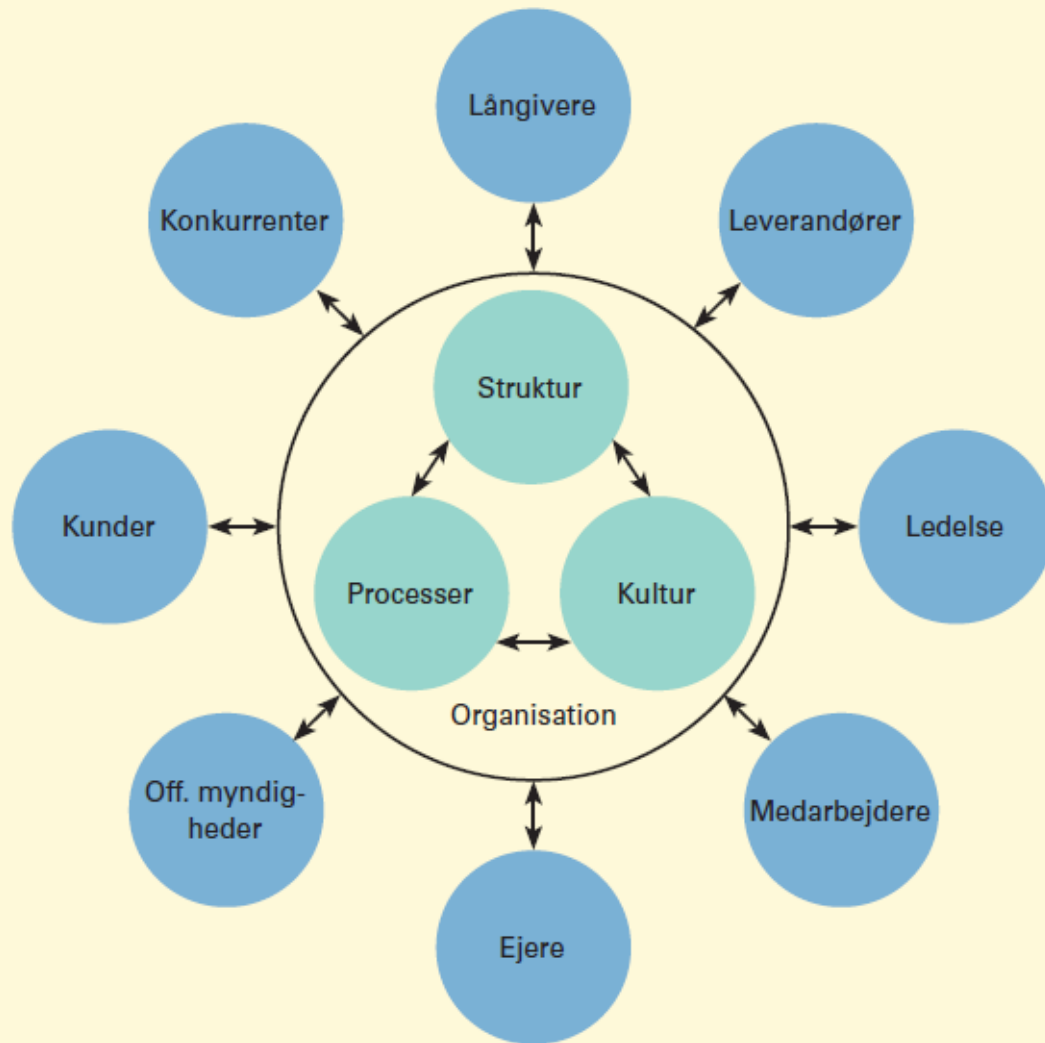 Långivere
Konkurrenter
Leverandører
Struktur
Kunder
Ledelse
Processer
Kultur
Organisation
Off. myndig-
heder
Medarbejdere
Ejere